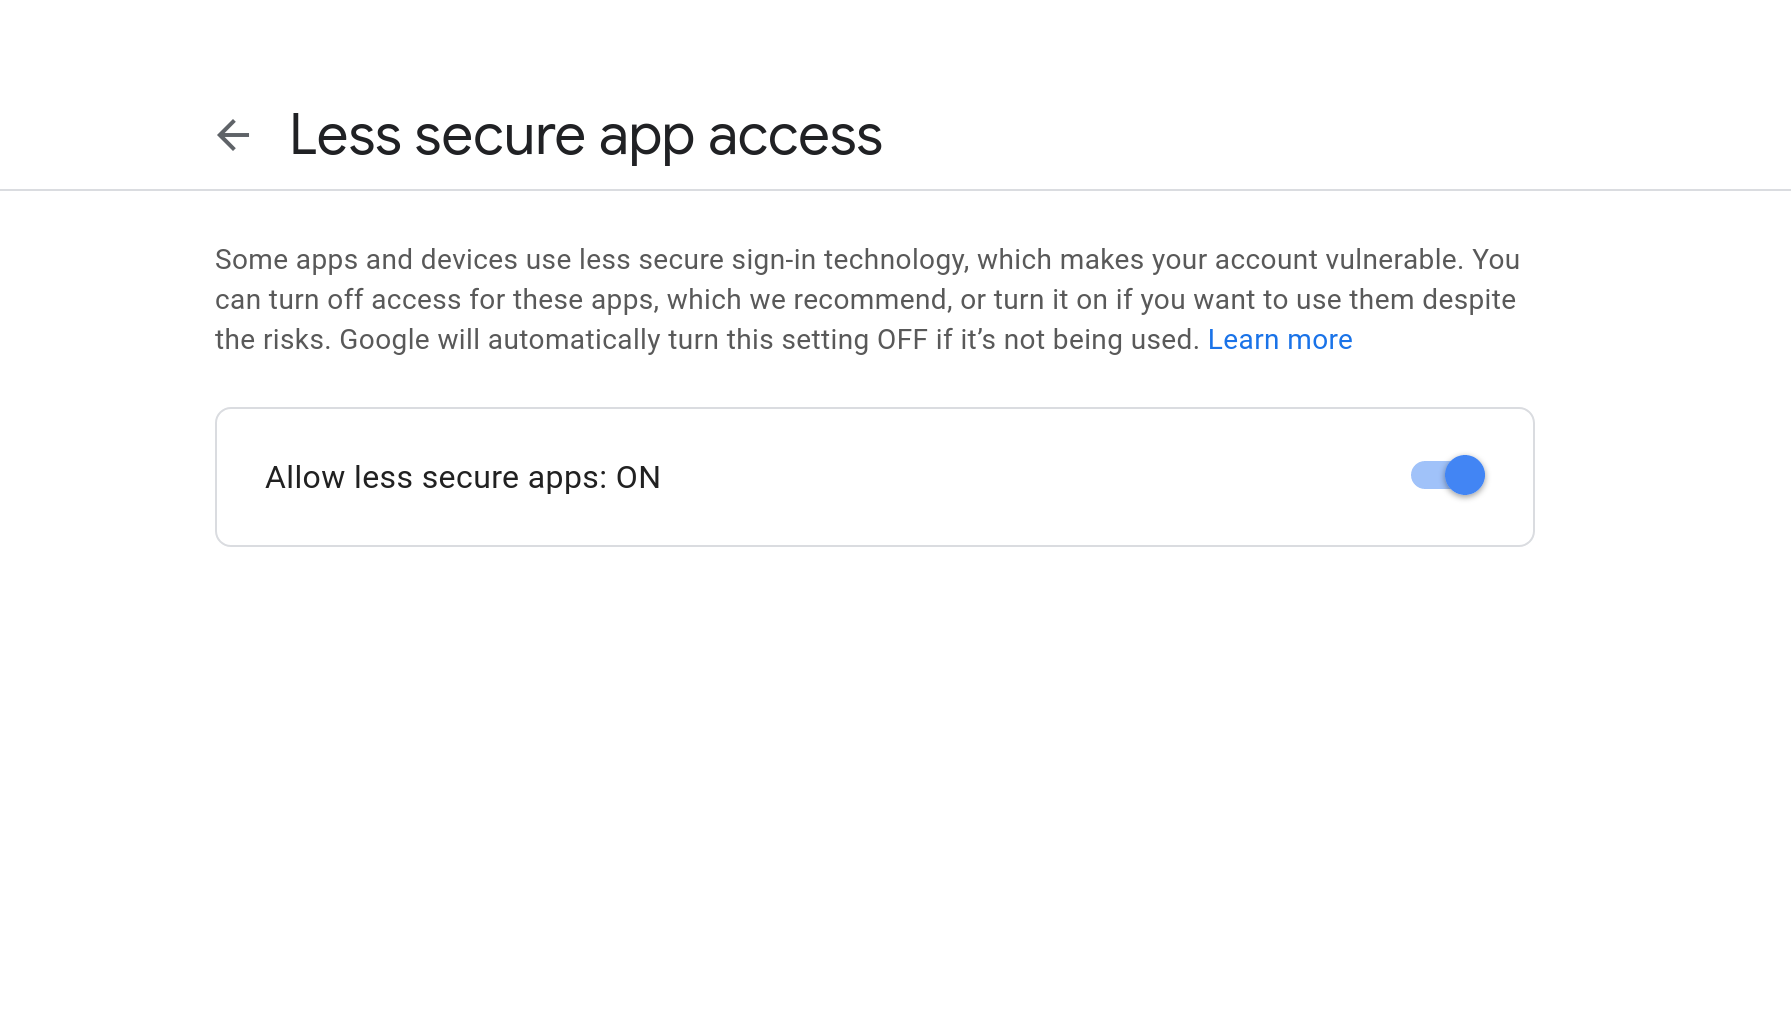 Less secure app access
Some apps and devices use less secure sign-in technology, which makes your account vulnerable. You
can turn off access for these apps, which we recommend, or turn it on if you want to use them despite
the risks. Google will automatically turn this setting OFF if it’s not being used. Learn more
Allow less secure apps: ON